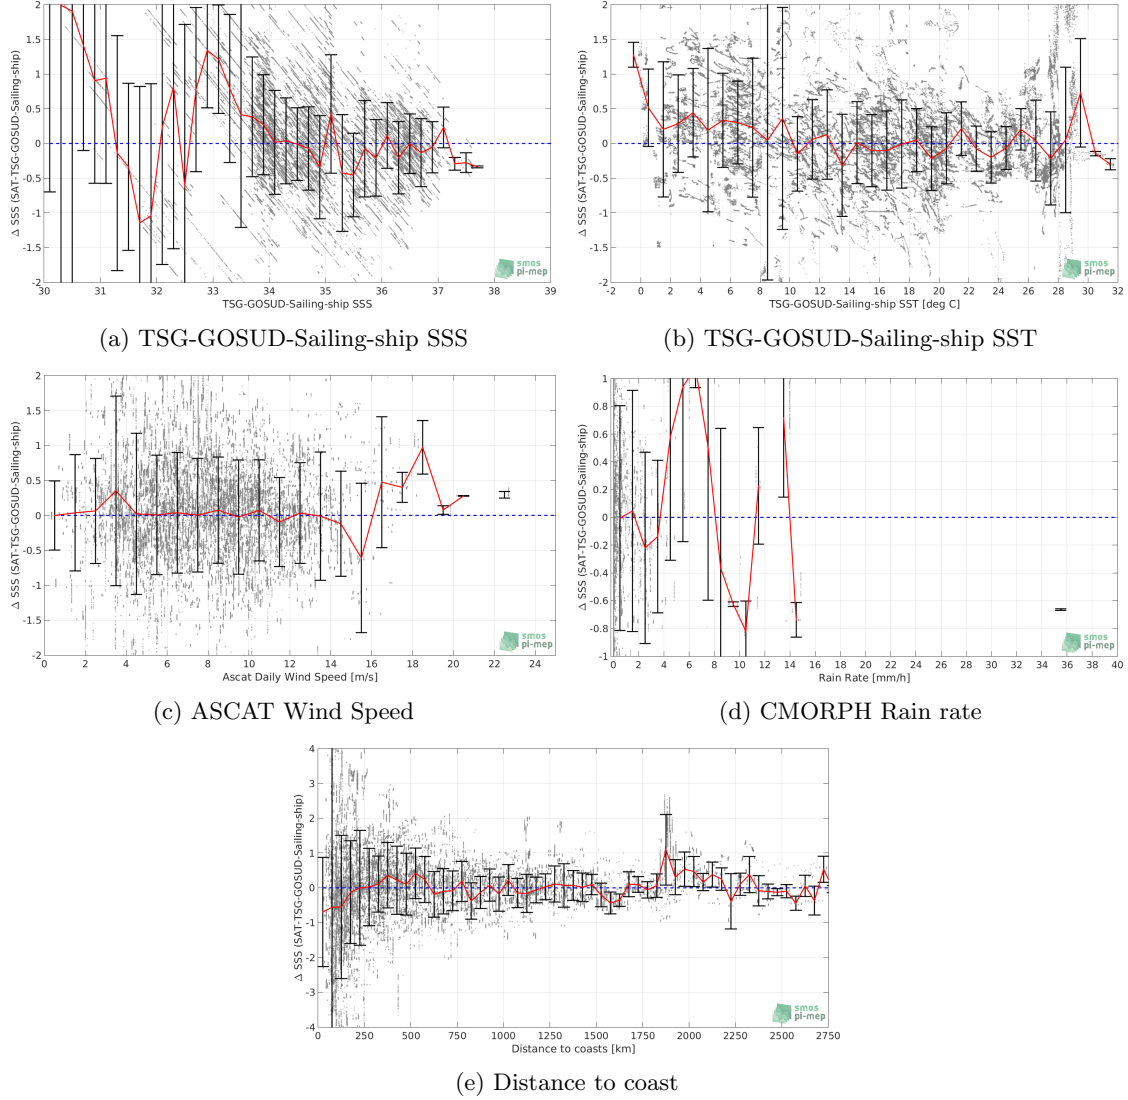 Δ SSS (SAT-TSG-GOSUD-Sailing-ship)
2
1.5
1
0.5
0
-0.5
-1
-1.5
-2
30 31 32 33 34 35 36 37 38 39
TSG-GOSUD-Sailing-ship SSS
smos
pi-mep
(a) TSG-GOSUD-Sailing-ship SSS
Δ SSS (SAT-TSG-GOSUD-Sailing-ship)
2
1.5
1
0.5
0
-0.5
-1
-1.5
-2
-2 0 2 4 6 8 10 12 14 16 18 20 22 24 26 28 30 32
TSG-GOSUD-Sailing-ship SST [deg C]
smos
pi-mep
(b) TSG-GOSUD-Sailing-ship SST
Δ SSS (SAT-TSG-GOSUD-Sailing-ship)
2
1.5
1
0.5
0
-0.5
-1
-1.5
-2
0 2 4 6 8 10 12 14 16 18 20 22 24
Ascat Daily Wind Speed [m/s]
smos
pi-mep
(c) ASCAT Wind Speed
Δ SSS (SAT-TSG-GOSUD-Sailing-ship)
1
0.8
0.6
0.4
0.2
0
-0.2
-0.4
-0.6
-0.8
-1
0 2 4 6 8 10 12 14 16 18 20 22 24 26 28 30 32 34 36 38 40
Rain Rate [mm/h]
smos
pi-mep
(d) CMORPH Rain rate
Δ SSS (SAT-TSG-GOSUD-Sailing-ship)
4
3
2
1
0
-1
-2
-3
-4
0 250 500 750 1000 1250 1500 1750 2000 2250 2500 2750
Distance to coasts [km]
smos
pi-mep
(e) Distance to coast